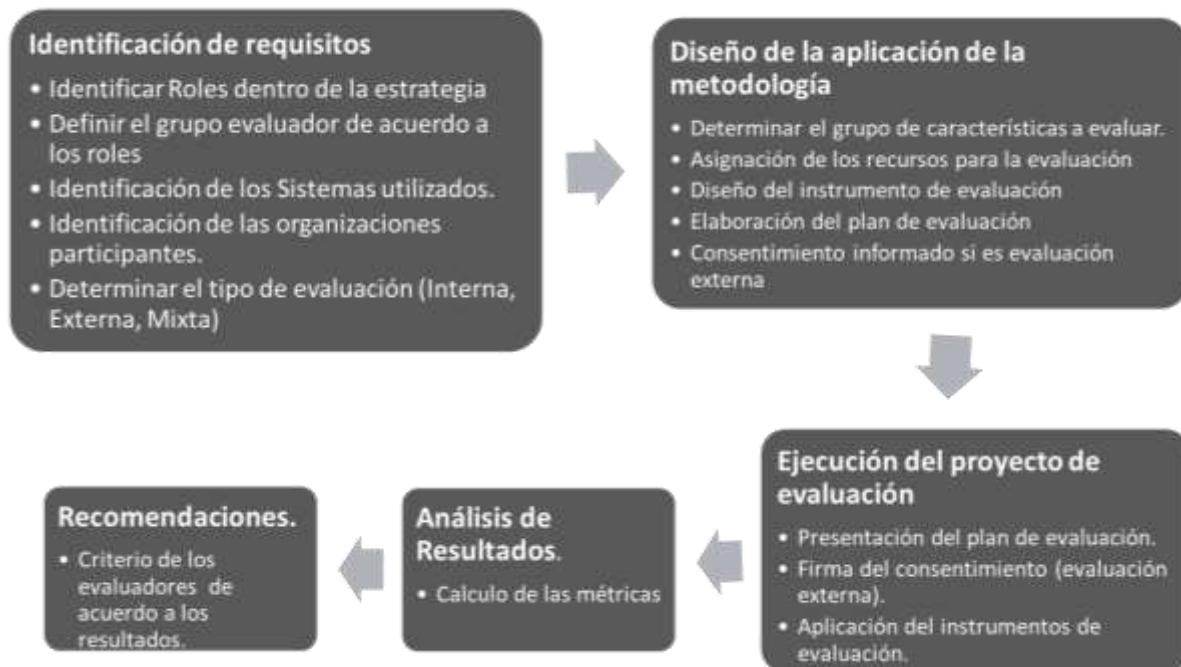 Identificación de requisitos
• Identificar Roles dentro de la estrategia
• Definir el grupo evaluador de acuerdo a
los roles
• Identificación de los Sistemas utilizados.
• Identificación de las organizaciones
participantes.
• Determinar el tipo de evaluación (Interna,
Externa, Mixta)
Diseño de la aplicación de la
metodología
• Determinar el grupo de características a evaluar.
• Asignación de los recursos para la evaluación
• Diseño del instrumento de evaluación
• Elaboración del plan de evaluación
• Consentimiento informado si es evaluación
externa
Ejecución del proyecto de
evaluación
• Presentación del plan de evaluación.
• Firma del consentimiento (evaluación
externa).
• Aplicación del instrumentos de
evaluación.
Análisis de
Resultados.
• Calculo de las métricas
Recomendaciones.
• Criterio de los
evaluadores de
acuerdo a los
resultados.